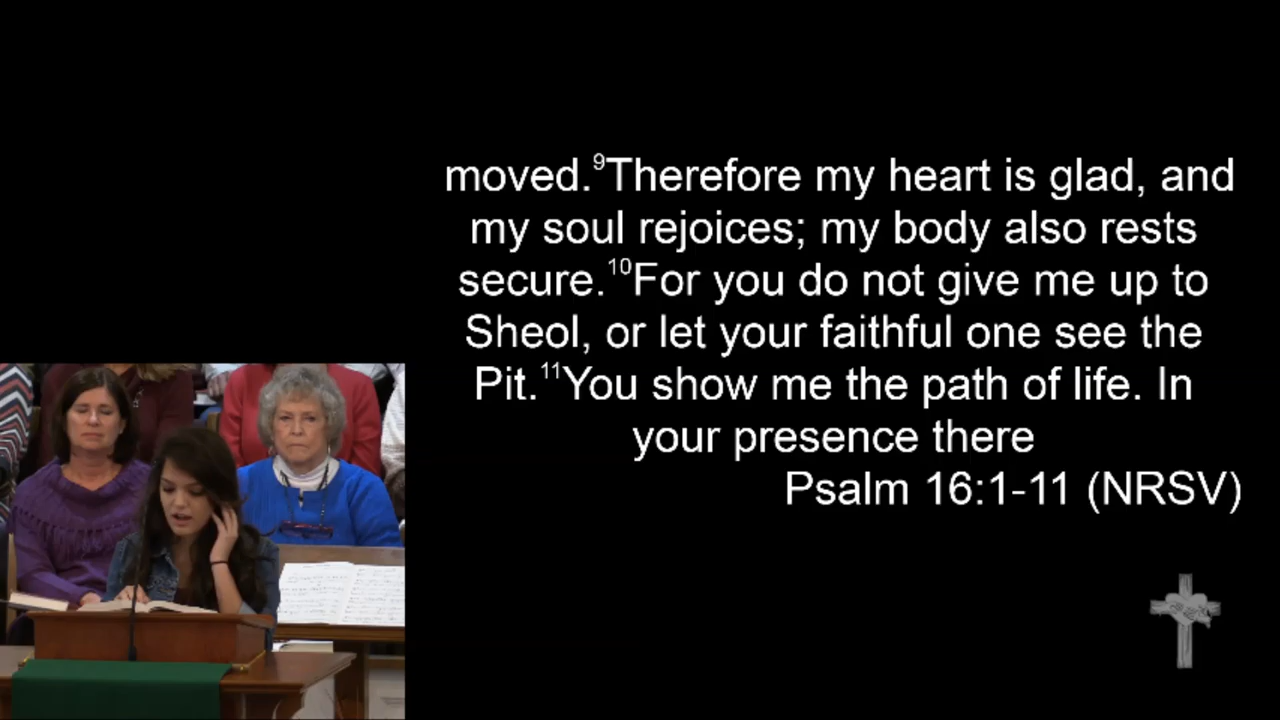 moved.⁹Therefore my heart is glad, and
my soul rejoices; my body also rests
secure.¹⁰For you do not give me up to
Sheol, or let your faithful one see the
Pit.¹¹You show me the path of life. In
your presence there
Psalm 16:1-11 (NRSV)